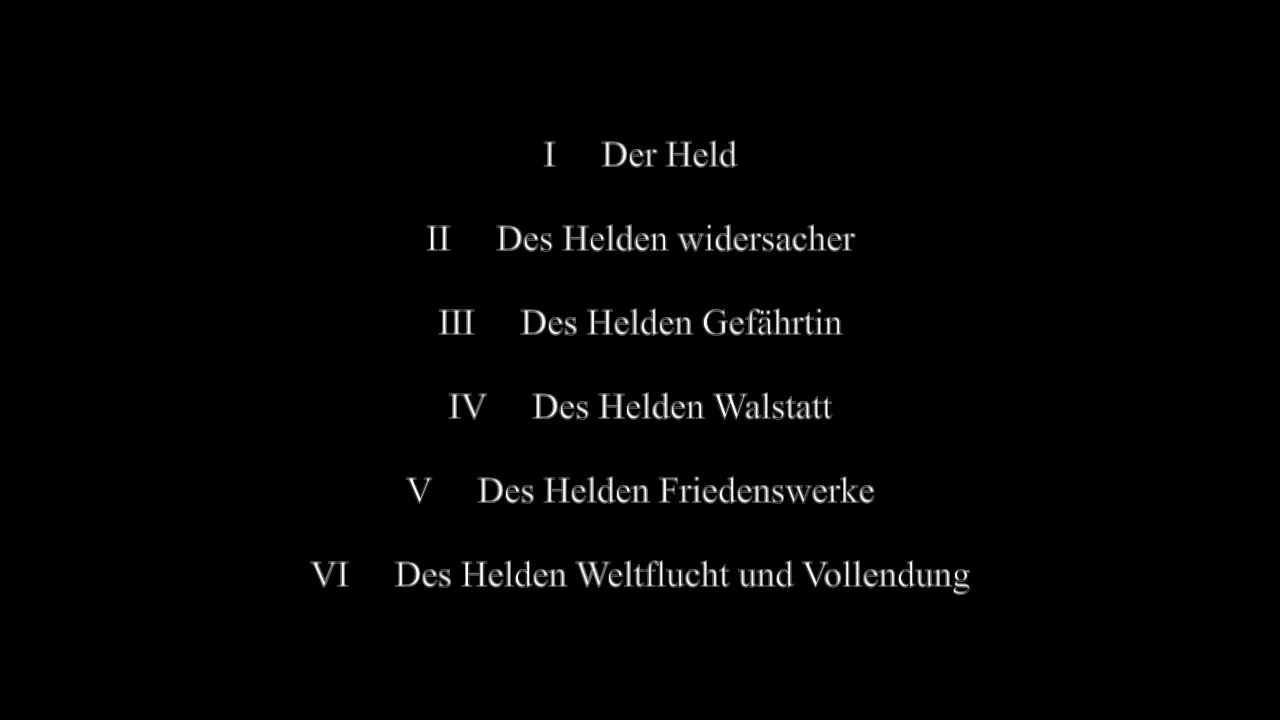 I Der Held
II Des Helden widersacher
III Des Helden Gefährtin
IV Des Helden Walstatt
V Des Helden Friedenswerke
VI Des Helden Weltflucht und Vollendung